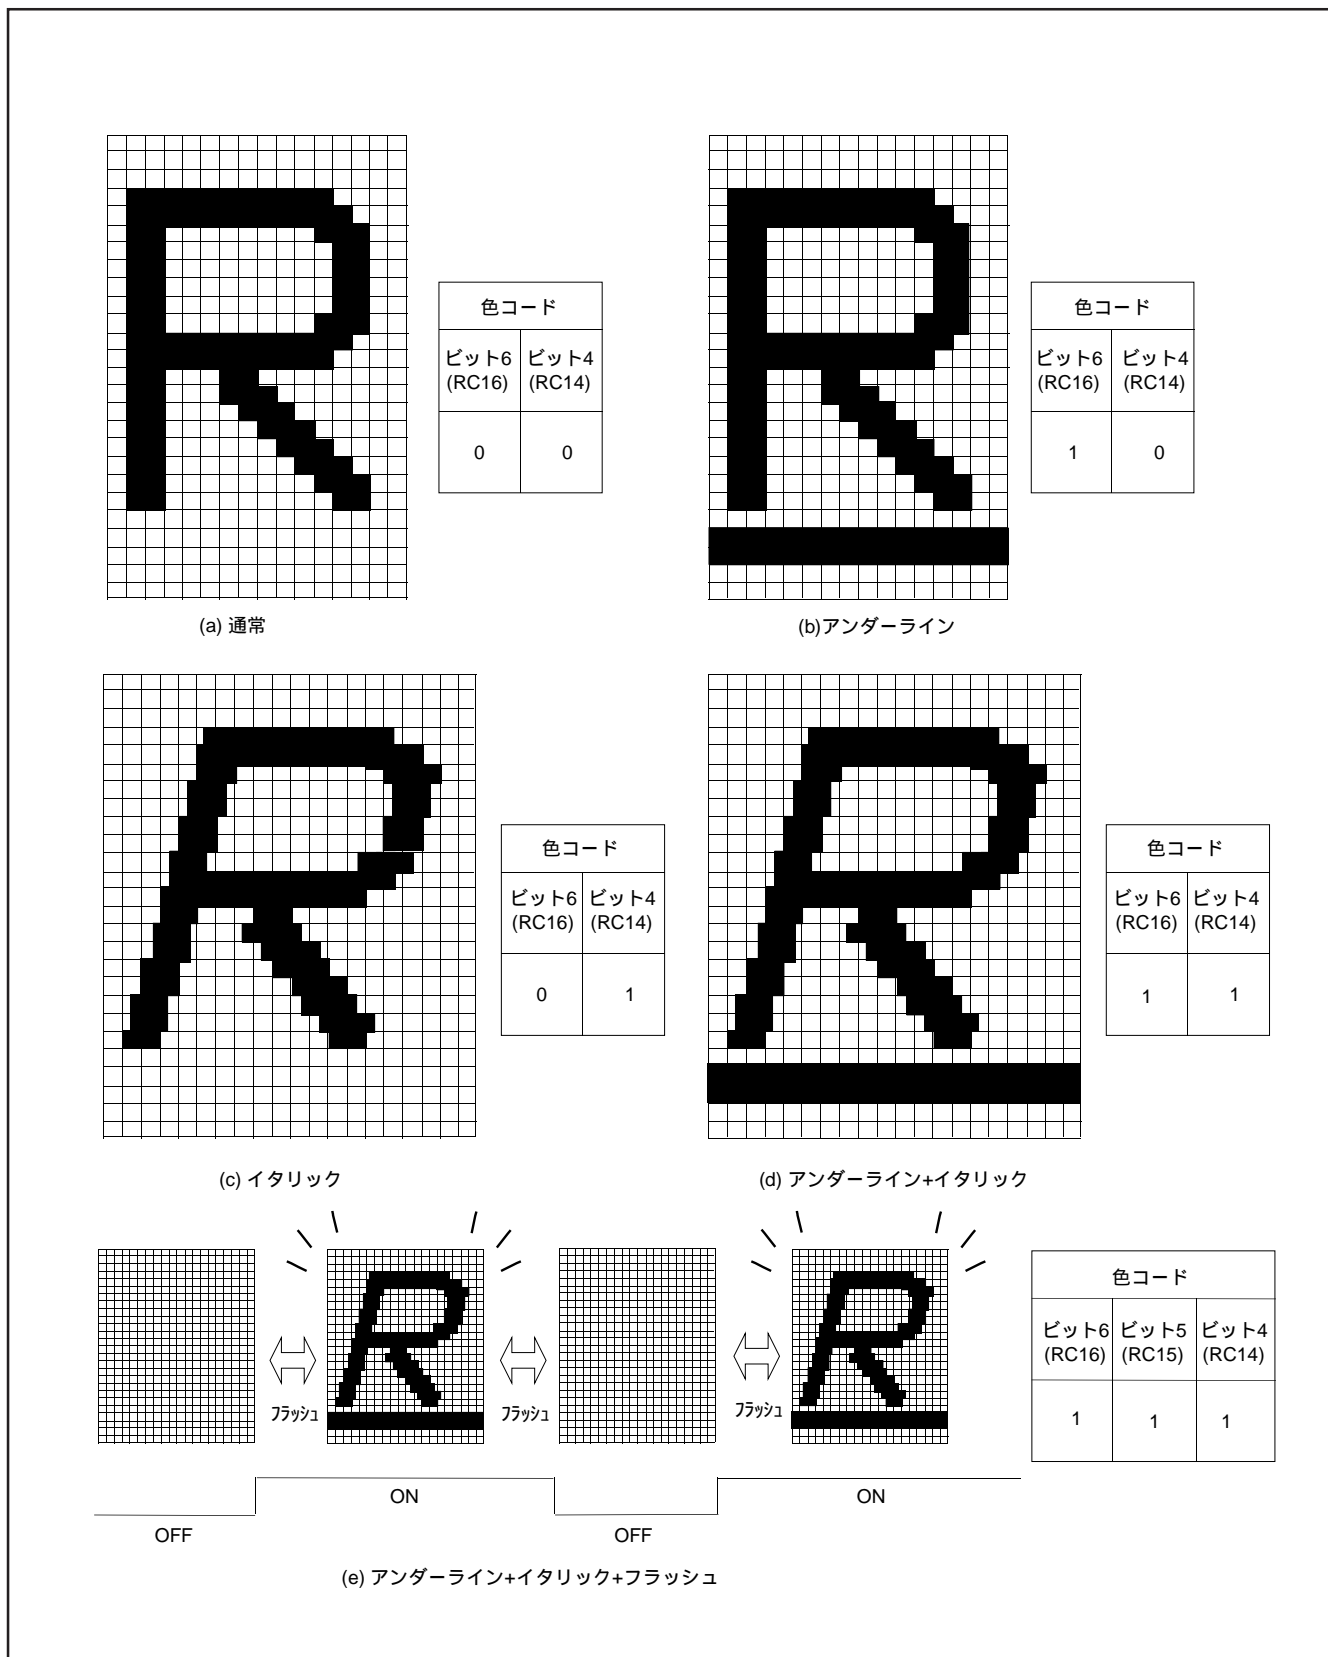 色コード
ビット6 ビット4
(RC16) (RC14)
0 0
(a) 通常
色コード
ビット6 ビット4
(RC16) (RC14)
1 0
(b)アンダーライン
色コード
ビット6 ビット4
(RC16) (RC14)
0 1
(c) イタリック
色コード
ビット6 ビット4
(RC16) (RC14)
1 1
(d) アンダーライン+イタリック
フラッシュ フラッシュ フラッシュ
色コード
ビット6 ビット5 ビット4
(RC16) (RC15) (RC14)
1 1 1
ON ON
OFF OFF
(e) アンダーライン+イタリック+フラッシュ